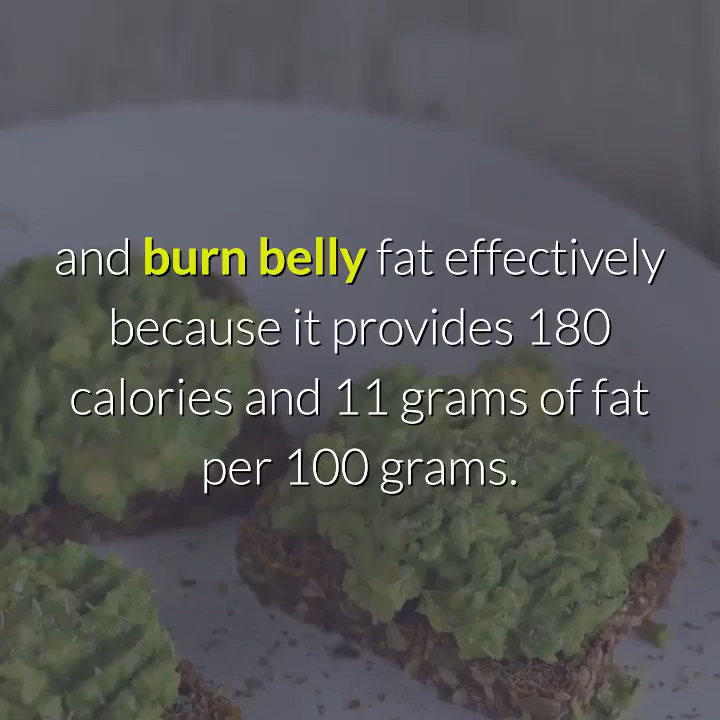 and burn belly fat effectively
because it provides 180
calories and 11 grams of fat
per 100 grams.